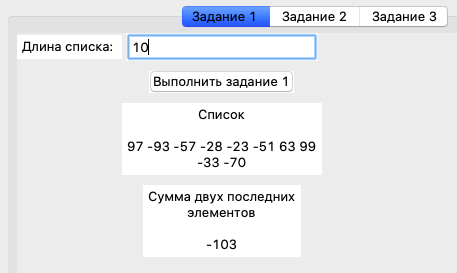 Задание 1 Задание 2 Задание 3
Длина списка: 10
Выполнить задание 1
Список
97 -93 -57 -28 -23 -51 63 99
-33 -70
Сумма двух последних
элементов
-103